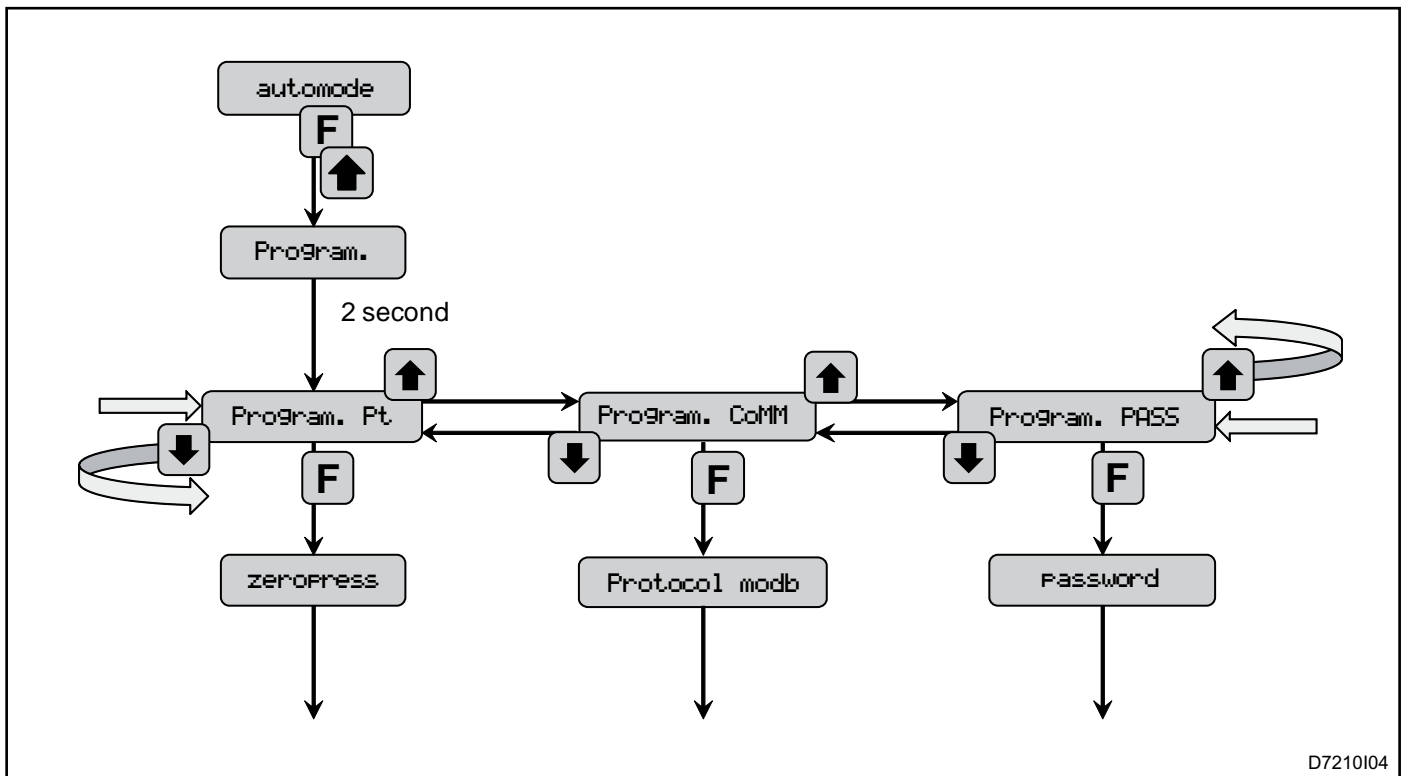 automode
F
Program.
2 second
Program. Pt
Program. CoMM
Program. PASS
F
F
F
zeropress
Protocol modb
password
D7210I04